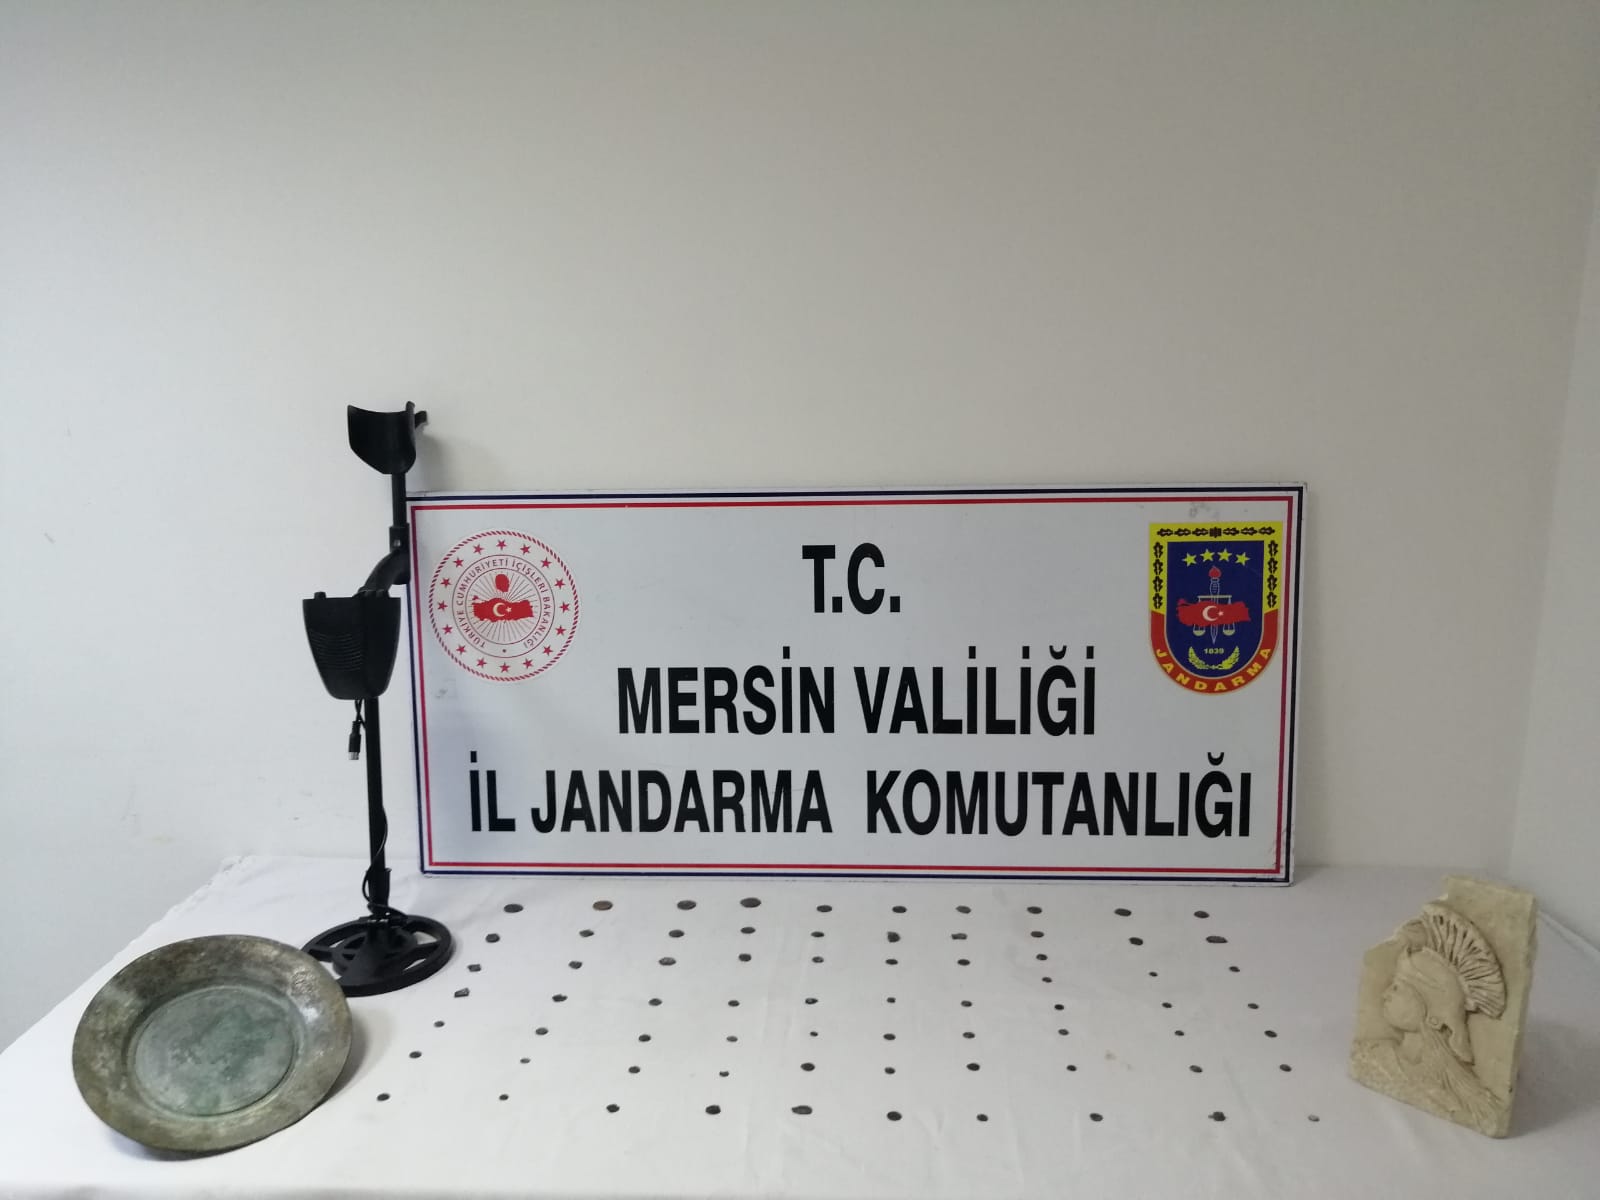 T.C.
MERSİN VALİLİĞİ
İL JANDARMA KOMUTANLIĞI
TÜRKİYE CUMHURİYETİ İÇİŞLERİ BAKANLIĞI
1839
JANDARMA